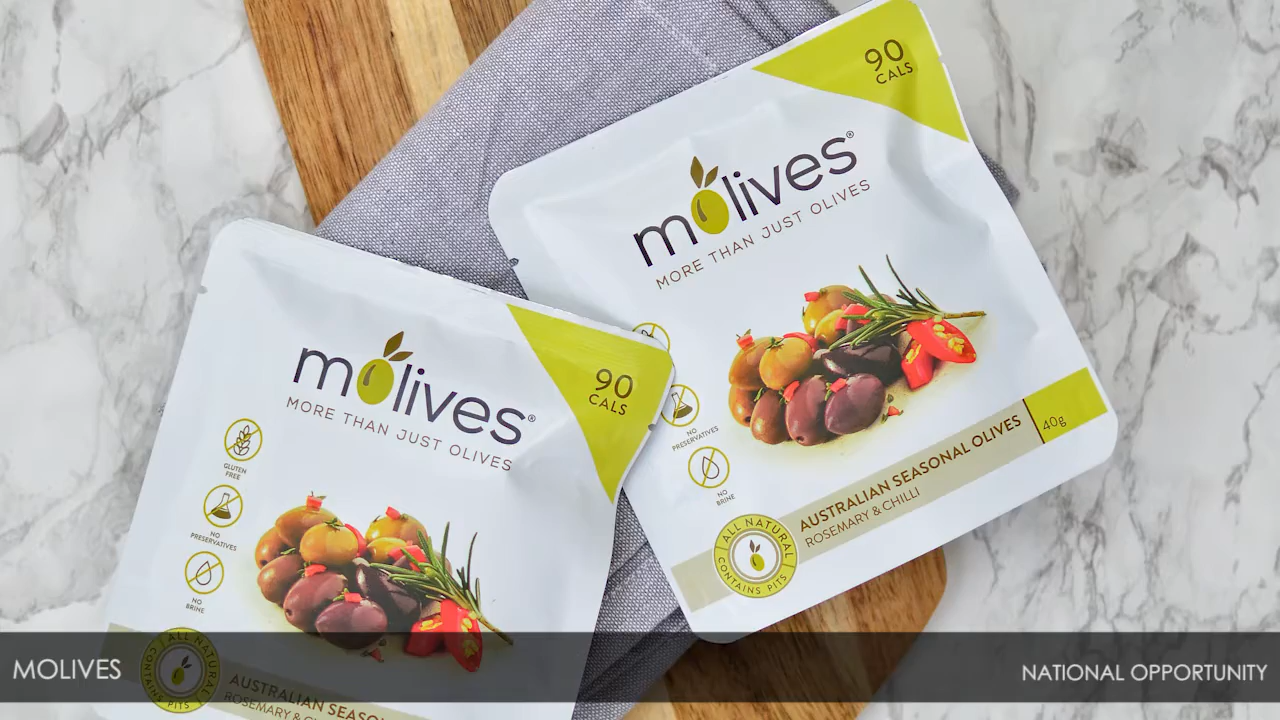 90
CALS
molives®
MORE THAN JUST OLIVES
NO
PRESERVATIVES
NO
BRINE
AUSTRALIAN SEASONAL OLIVES
ROSEMARY & CHILLI
40g
ALL NATURAL
CONTAINS PITS
90
CALS
molives®
MORE THAN JUST OLIVES
GLUTEN
FREE
NO
PRESERVATIVES
NO
BRINE
ALL NATURAL
CONTAINS PITS
AUSTRALIAN
ROSEMARY &
MOLIVES
NATIONAL OPPORTUNITY